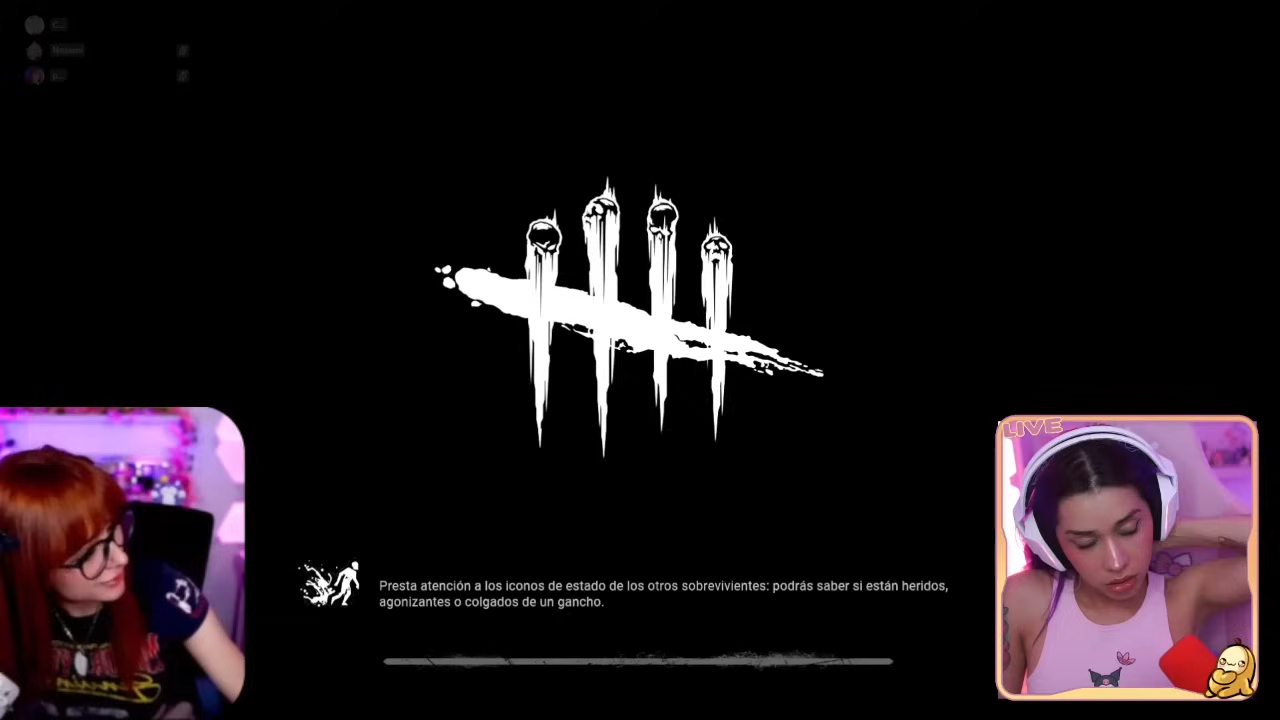 LIVE
Presta atención a los iconos de estado de los otros sobrevivientes: podrás saber si están heridos,
agonizantes o colgados de un gancho.